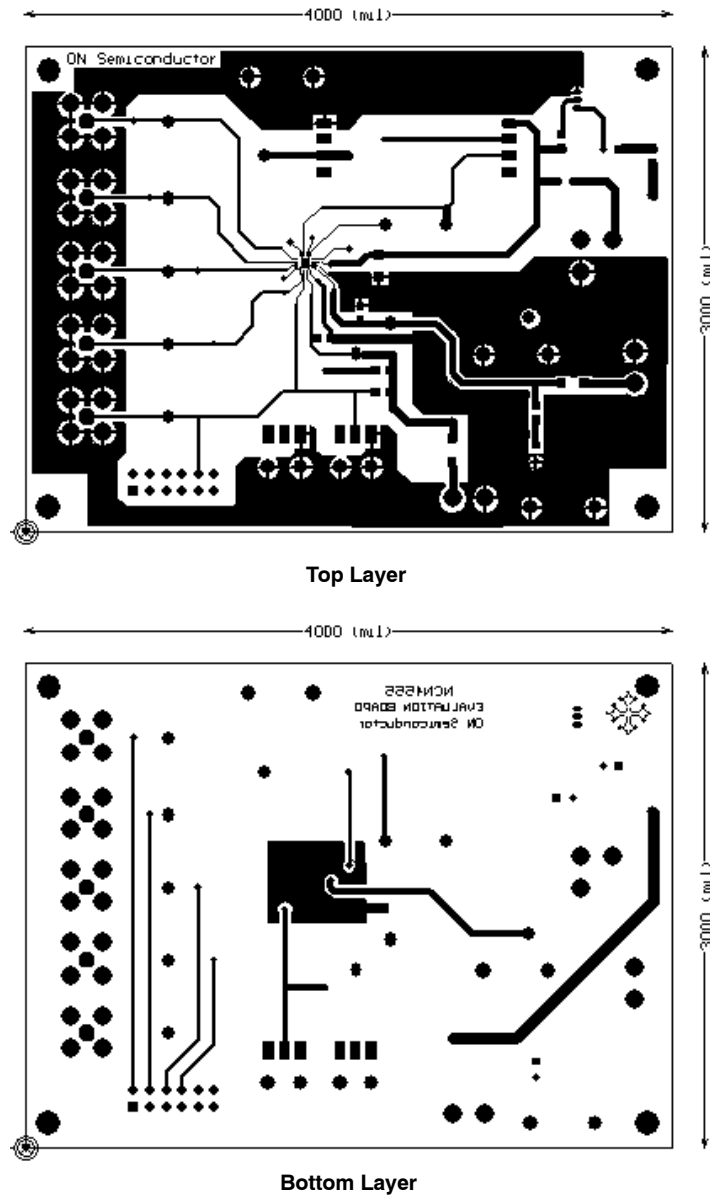 4000 (mil)
ON Semiconductor
3000 (mil)
Top Layer
4000 (mil)
NCN4555
EVALUATION BOARD
ON Semiconductor
3000 (mil)
Bottom Layer